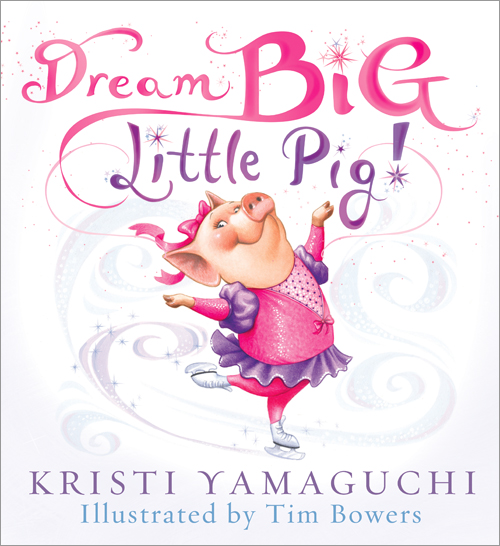 Dream BiG
Little Pig!
KRISTI YAMAGUCHI
Illustrated by Tim Bowers